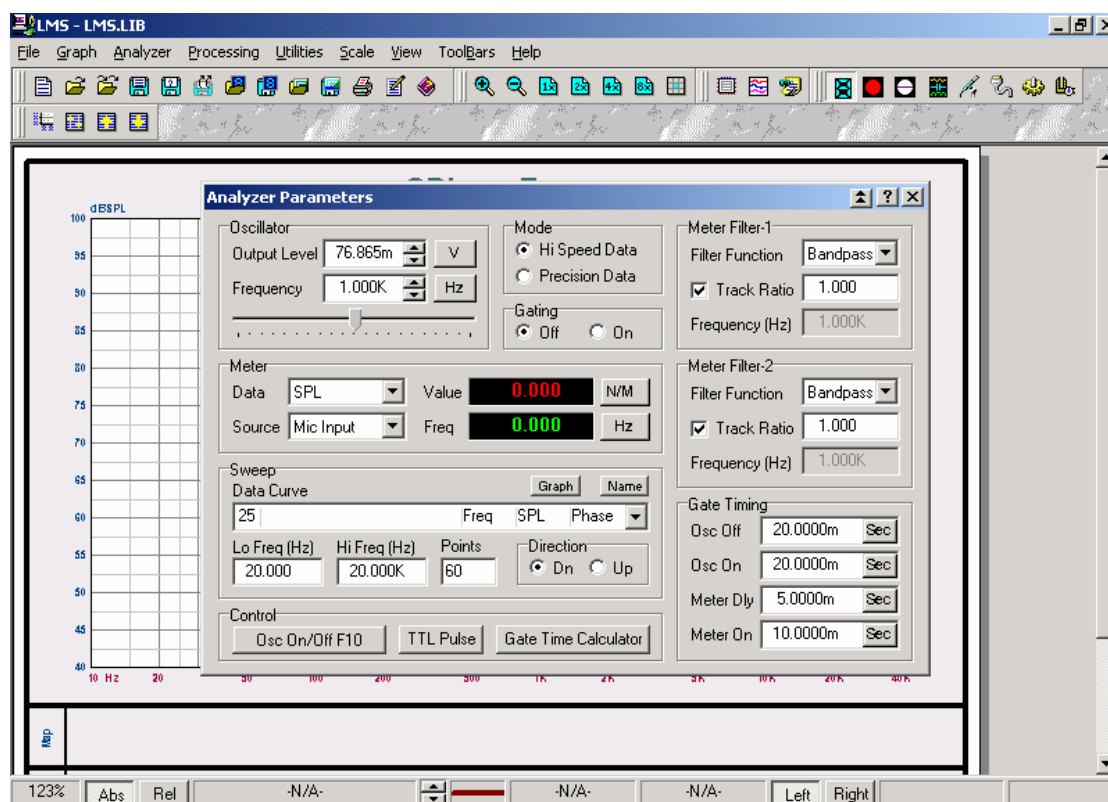 LMS - LMS.LIB
File Graph Analyzer Processing Utilities Scale View ToolBars Help
1x 2x 4x 8x
dBSPL
100
95
90
85
80
75
70
65
60
55
50
45
40
10 Hz 20 50 100 200 500 1K 2K 5K 10K 20K 40K
Analyzer Parameters
Oscillator
Output Level 76.865m V
Frequency 1.000K Hz
Mode
Hi Speed Data
Precision Data
Gating
Off On
Meter Filter-1
Filter Function Bandpass
Track Ratio 1.000
Frequency (Hz) 1.000K
Meter
Data SPL Value 0.000 N/M
Source Mic Input Freq 0.000 Hz
Meter Filter-2
Filter Function Bandpass
Track Ratio 1.000
Frequency (Hz) 1.000K
Sweep
Data Curve Graph Name
25 Freq SPL Phase
Lo Freq (Hz) Hi Freq (Hz) Points
20.000 20.000K 60
Direction
Dn Up
Gate Timing
Osc Off 20.0000m Sec
Osc On 20.0000m Sec
Meter Dly 5.0000m Sec
Meter On 10.0000m Sec
Control
Osc On/Off F10 TTL Pulse Gate Time Calculator
Map
123% Abs Rel -N/A- -N/A- -N/A- Left Right